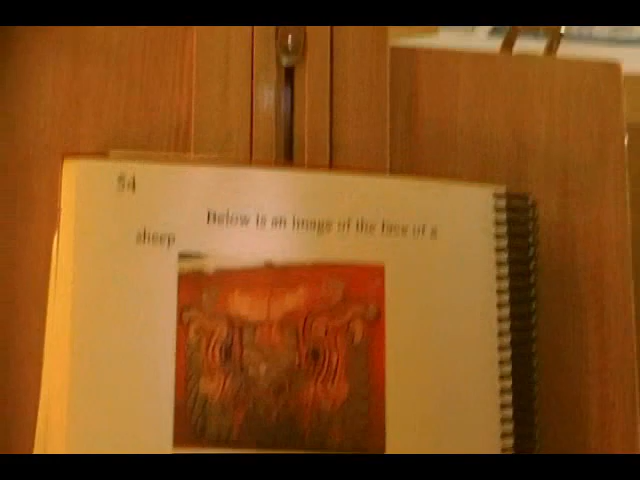 54
Below is an image of the face of a
sheep